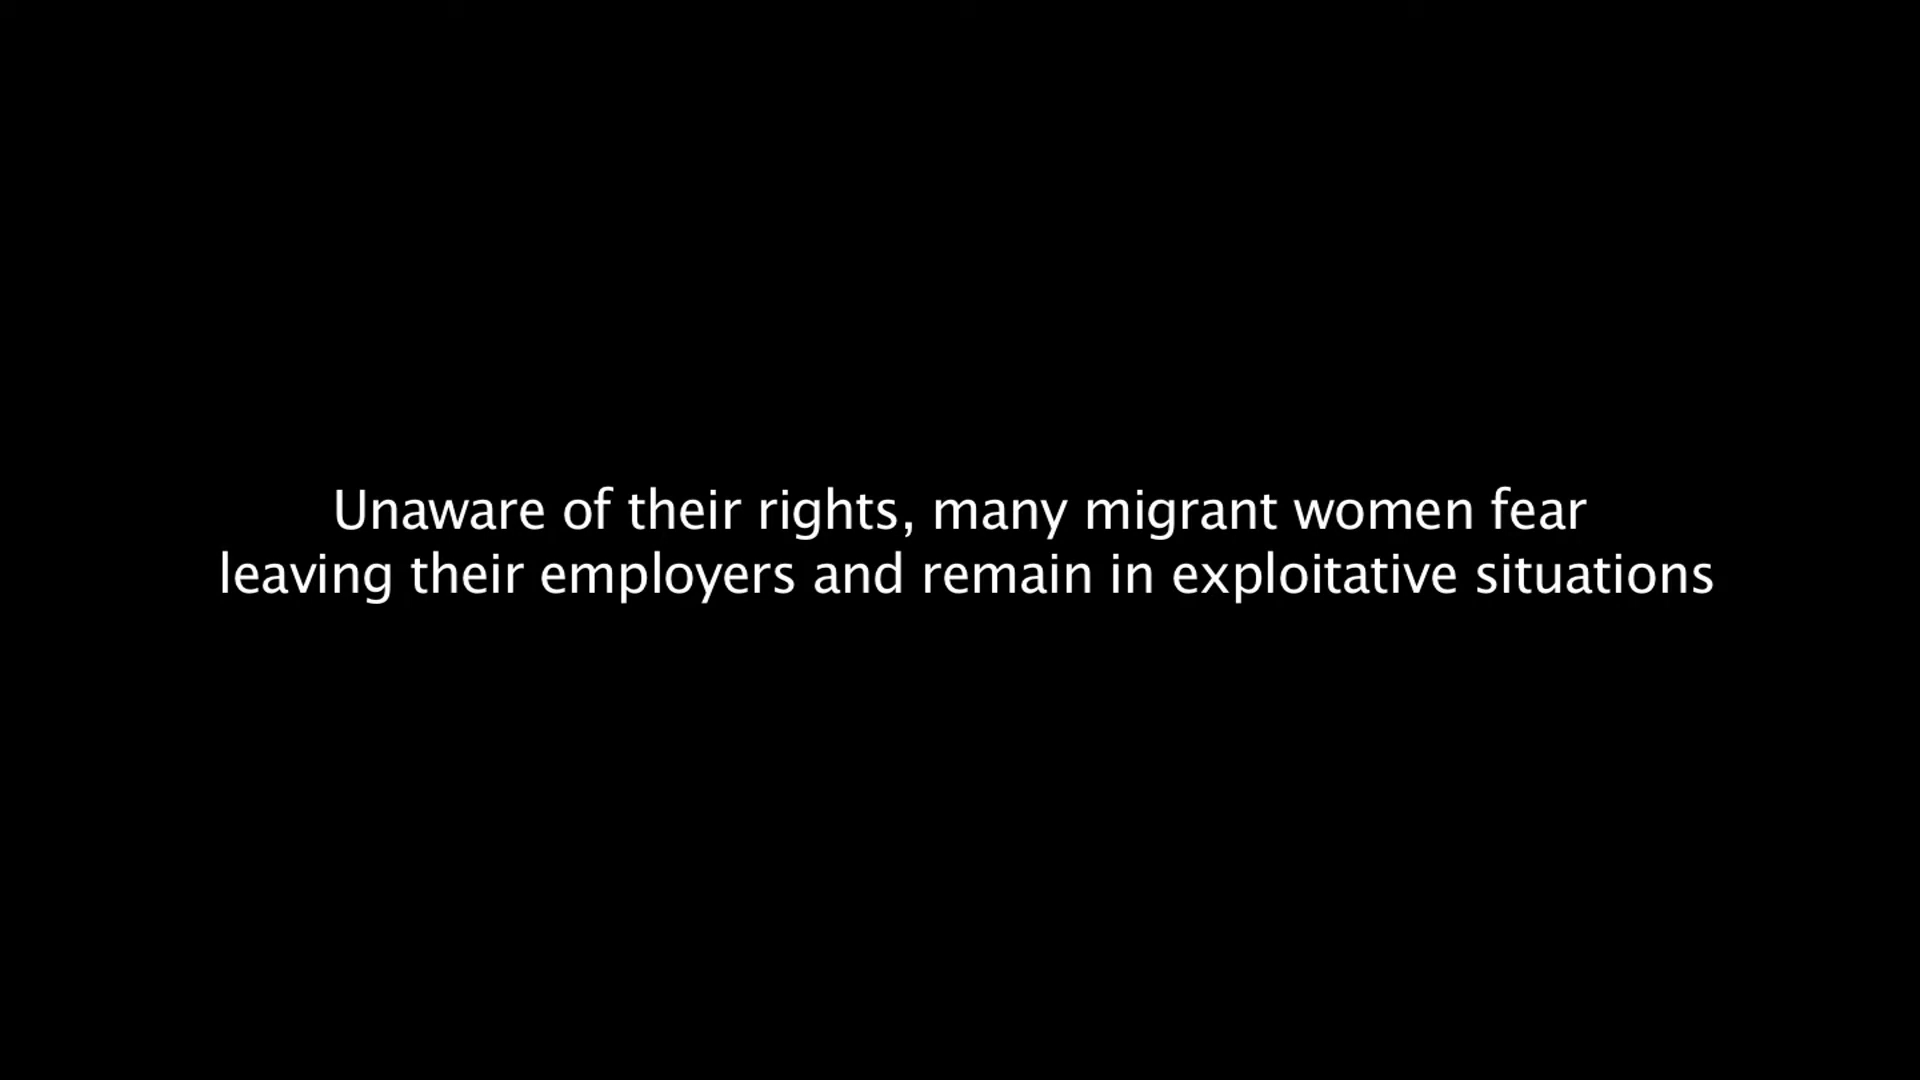 Unaware of their rights, many migrant women fear
leaving their employers and remain in exploitative situations